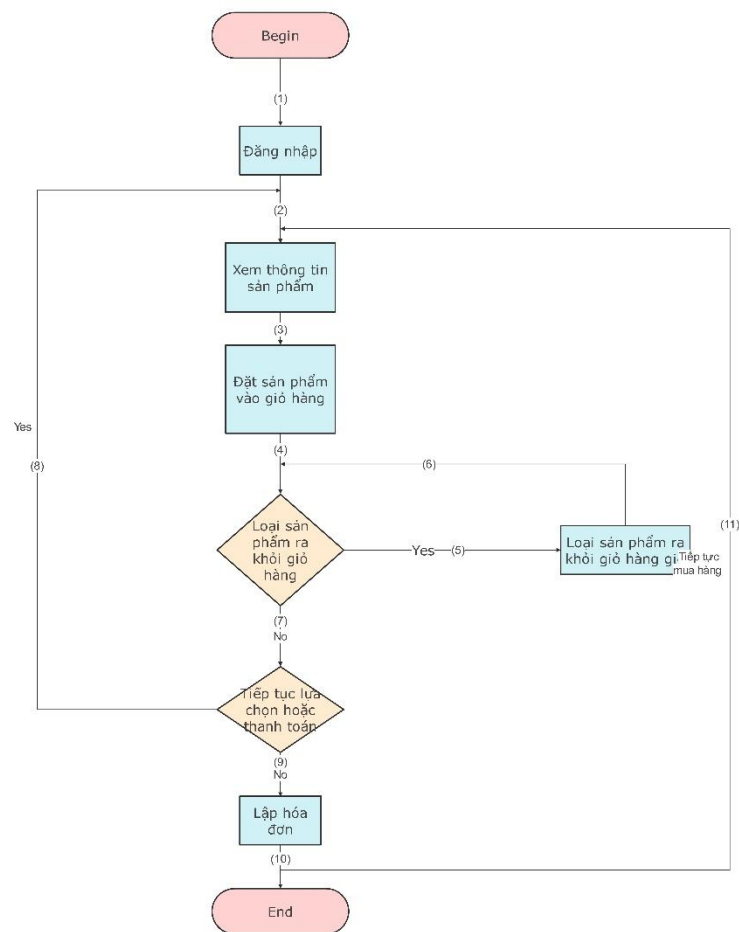 Begin
(1)
Đăng nhập
(2)
Xem thông tin
sản phẩm
(3)
Đặt sản phẩm
vào giỏ hàng
Yes
(4)
(6)
(8)
Loại sản
phẩm ra
khỏi giỏ
hàng
Yes
(5)
Loại sản phẩm ra
khỏi giỏ hàng gi
Tiếp tục
mua hàng
(11)
(7)
No
Tiếp tục lựa
chọn hoặc
thanh toán
(9)
No
Lập hóa
đơn
(10)
End